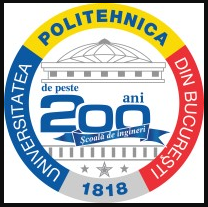 UNIVERSITATEA
POLITEHNICA
DIN BUCUREȘTI
de peste
200 ani
Școală de ingineri
1818